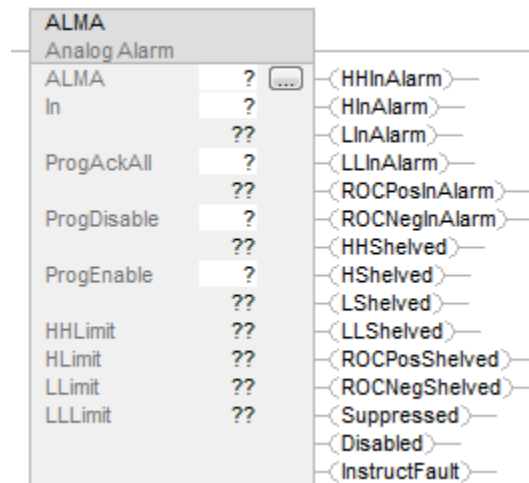 ALMA
Analog Alarm
ALMA ? ... (HHInAlarm)
In ? (HInAlarm)
?? (LInAlarm)
ProgAckAll ? (LLInAlarm)
?? (ROCPosInAlarm)
ProgDisable ? (ROCNegInAlarm)
?? (HHShelved)
ProgEnable ? (HShelved)
?? (LShelved)
HHLimit ?? (LLShelved)
HLimit ?? (ROCPosShelved)
LLimit ?? (ROCNegShelved)
LLLimit ?? (Suppressed)
(Disabled)
(InstructFault)